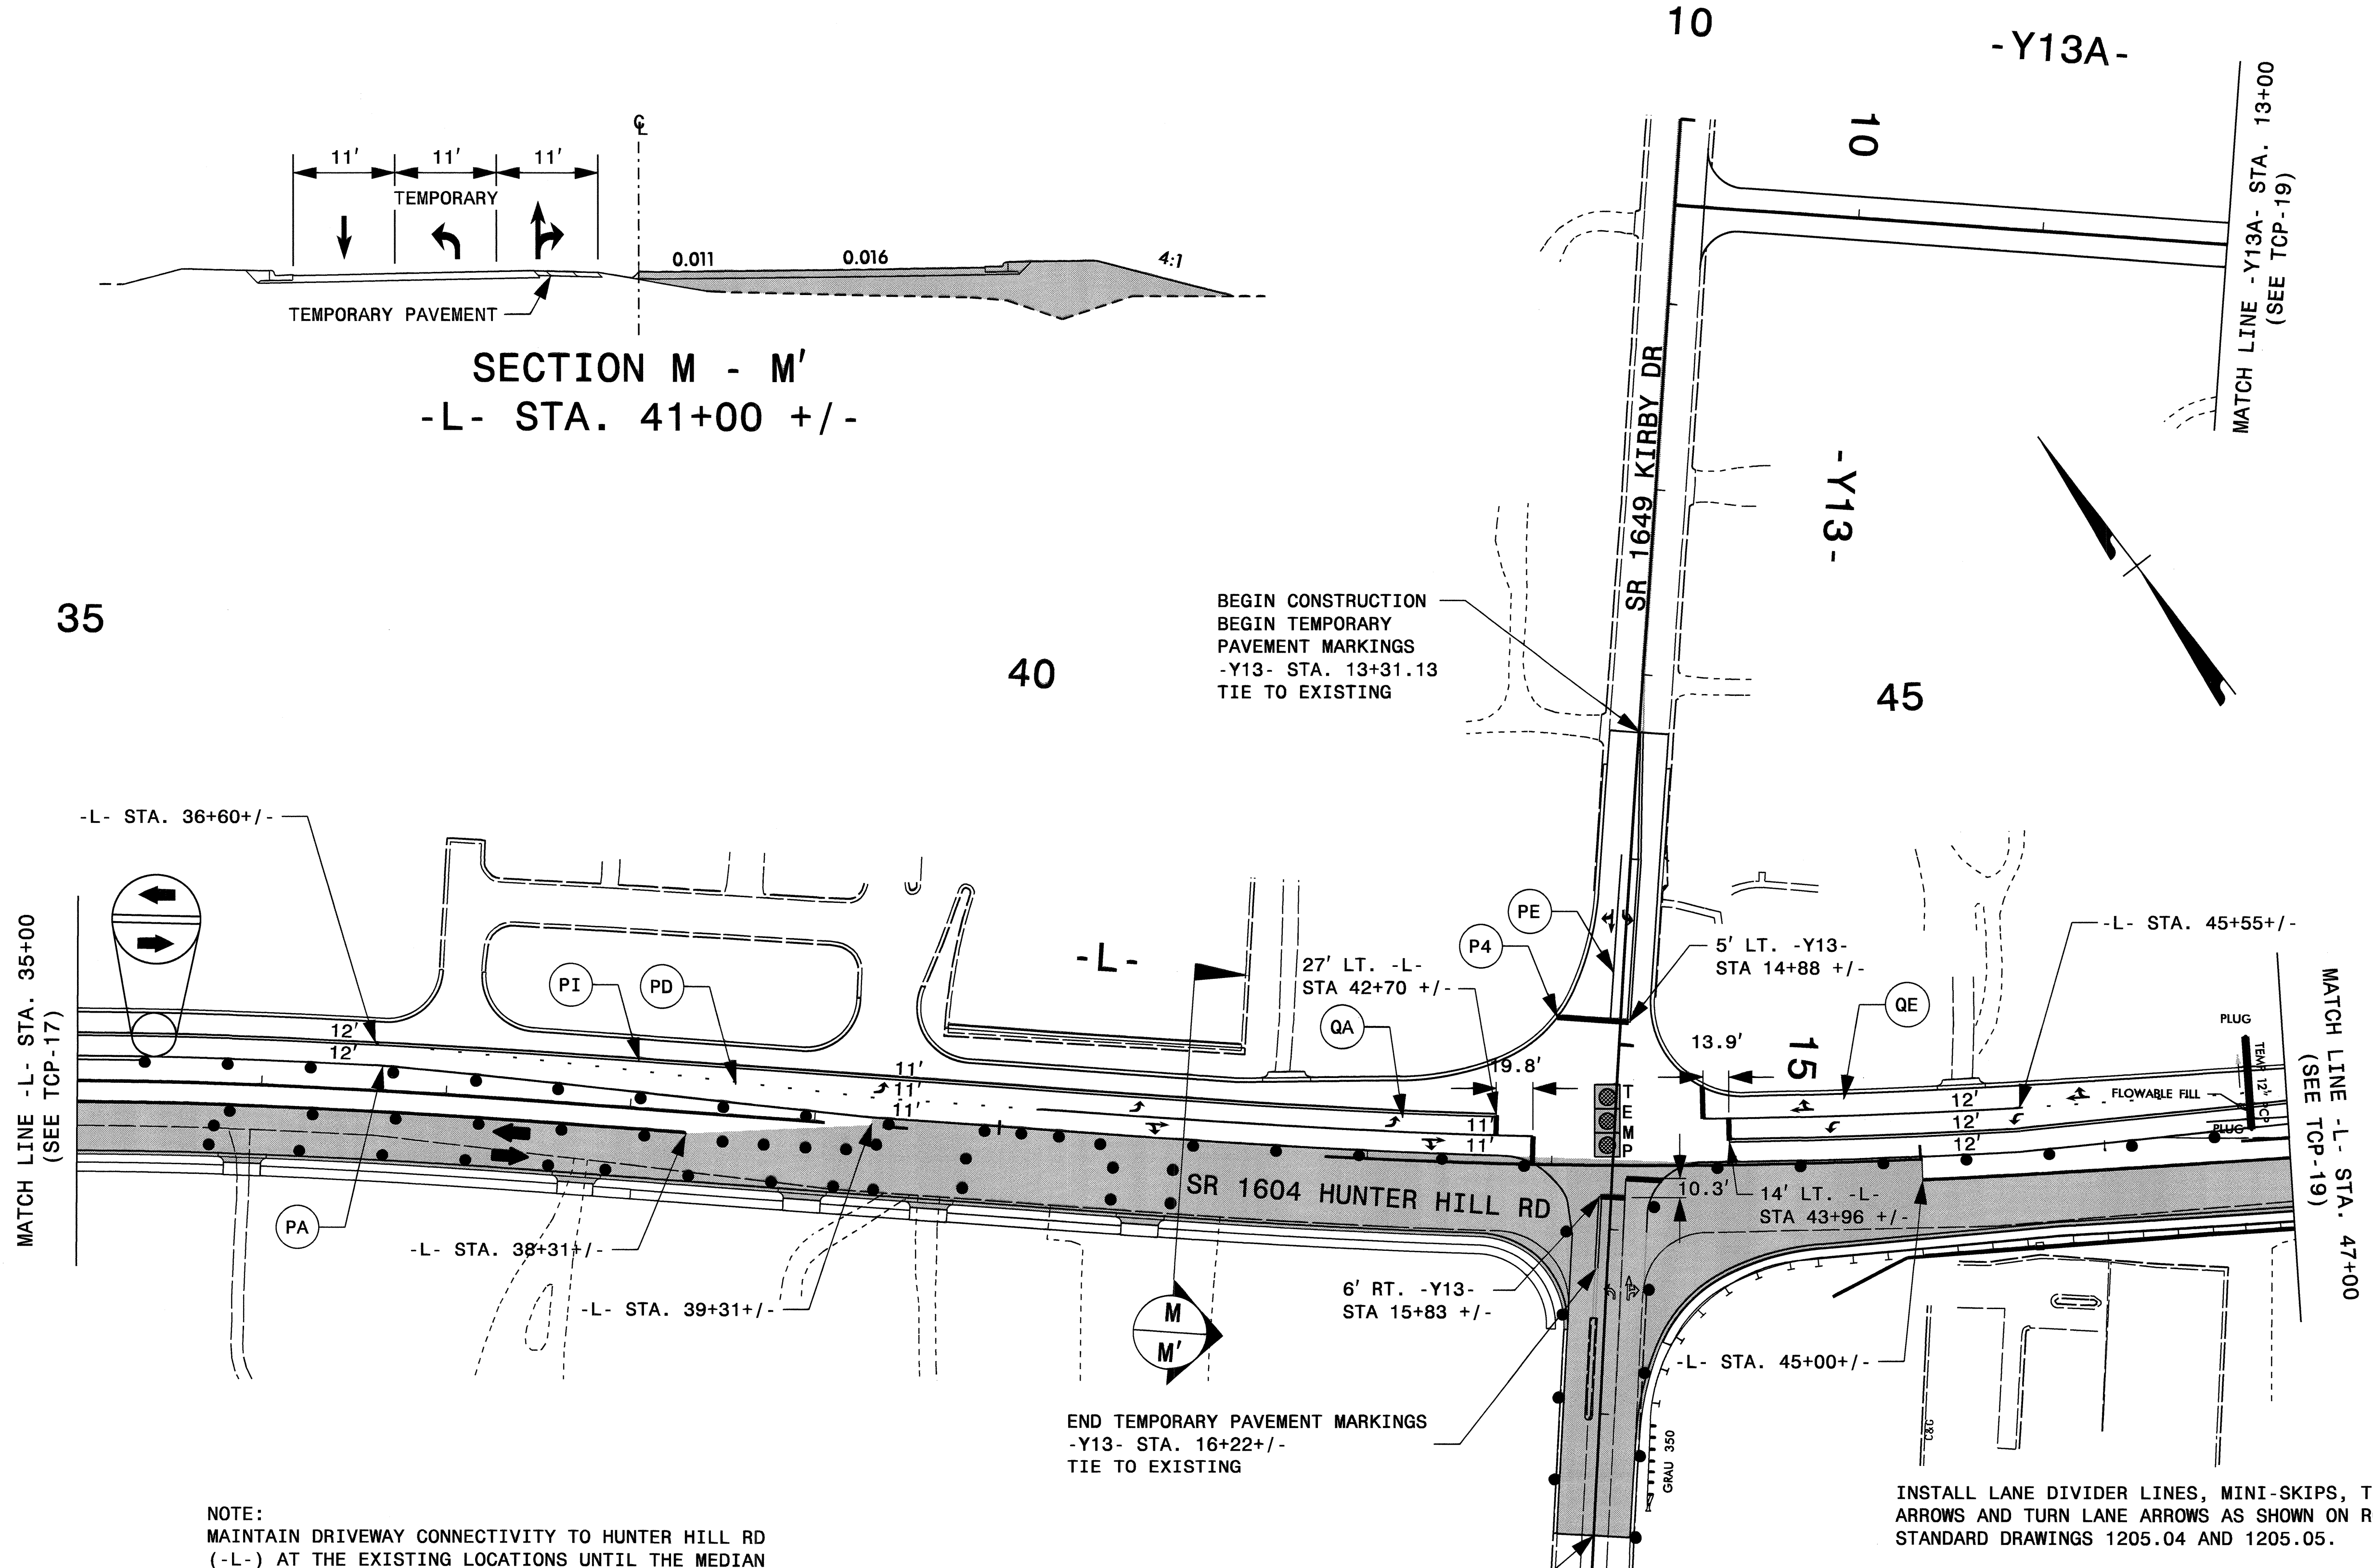 10
-Y13A-
10
MATCH LINE -Y13A- STA. 13+00
(SEE TCP-19)
℄
11'
11'
11'
TEMPORARY
0.011
0.016
4:1
TEMPORARY PAVEMENT
SECTION M - M'
-L- STA. 41+00 +/-
SR 1649 KIRBY DR
-Y13-
35
40
45
BEGIN CONSTRUCTION
BEGIN TEMPORARY
PAVEMENT MARKINGS
-Y13- STA. 13+31.13
TIE TO EXISTING
-L- STA. 36+60+/-
MATCH LINE -L- STA. 35+00
(SEE TCP-17)
PI
PD
-L-
27' LT. -L-
STA 42+70 +/-
QA
P4
PE
5' LT. -Y13-
STA 14+88 +/-
QE
-L- STA. 45+55+/-
MATCH LINE -L- STA. 47+00
(SEE TCP-19)
PLUG
TEMP 12" RCP
FLOWABLE FILL
PLUG
12'
12'
11'
11'
11'
19.8'
13.9'
15
11'
11'
12'
12'
12'
TEMP
SR 1604 HUNTER HILL RD
10.3'
14' LT. -L-
STA 43+96 +/-
PA
-L- STA. 38+31+/-
-L- STA. 39+31+/-
M
M'
6' RT. -Y13-
STA 15+83 +/-
-L- STA. 45+00+/-
END TEMPORARY PAVEMENT MARKINGS
-Y13- STA. 16+22+/-
TIE TO EXISTING
GRAU 350
C&G
NOTE:
MAINTAIN DRIVEWAY CONNECTIVITY TO HUNTER HILL RD
(-L-) AT THE EXISTING LOCATIONS UNTIL THE MEDIAN
INSTALL LANE DIVIDER LINES, MINI-SKIPS, T
ARROWS AND TURN LANE ARROWS AS SHOWN ON R
STANDARD DRAWINGS 1205.04 AND 1205.05.